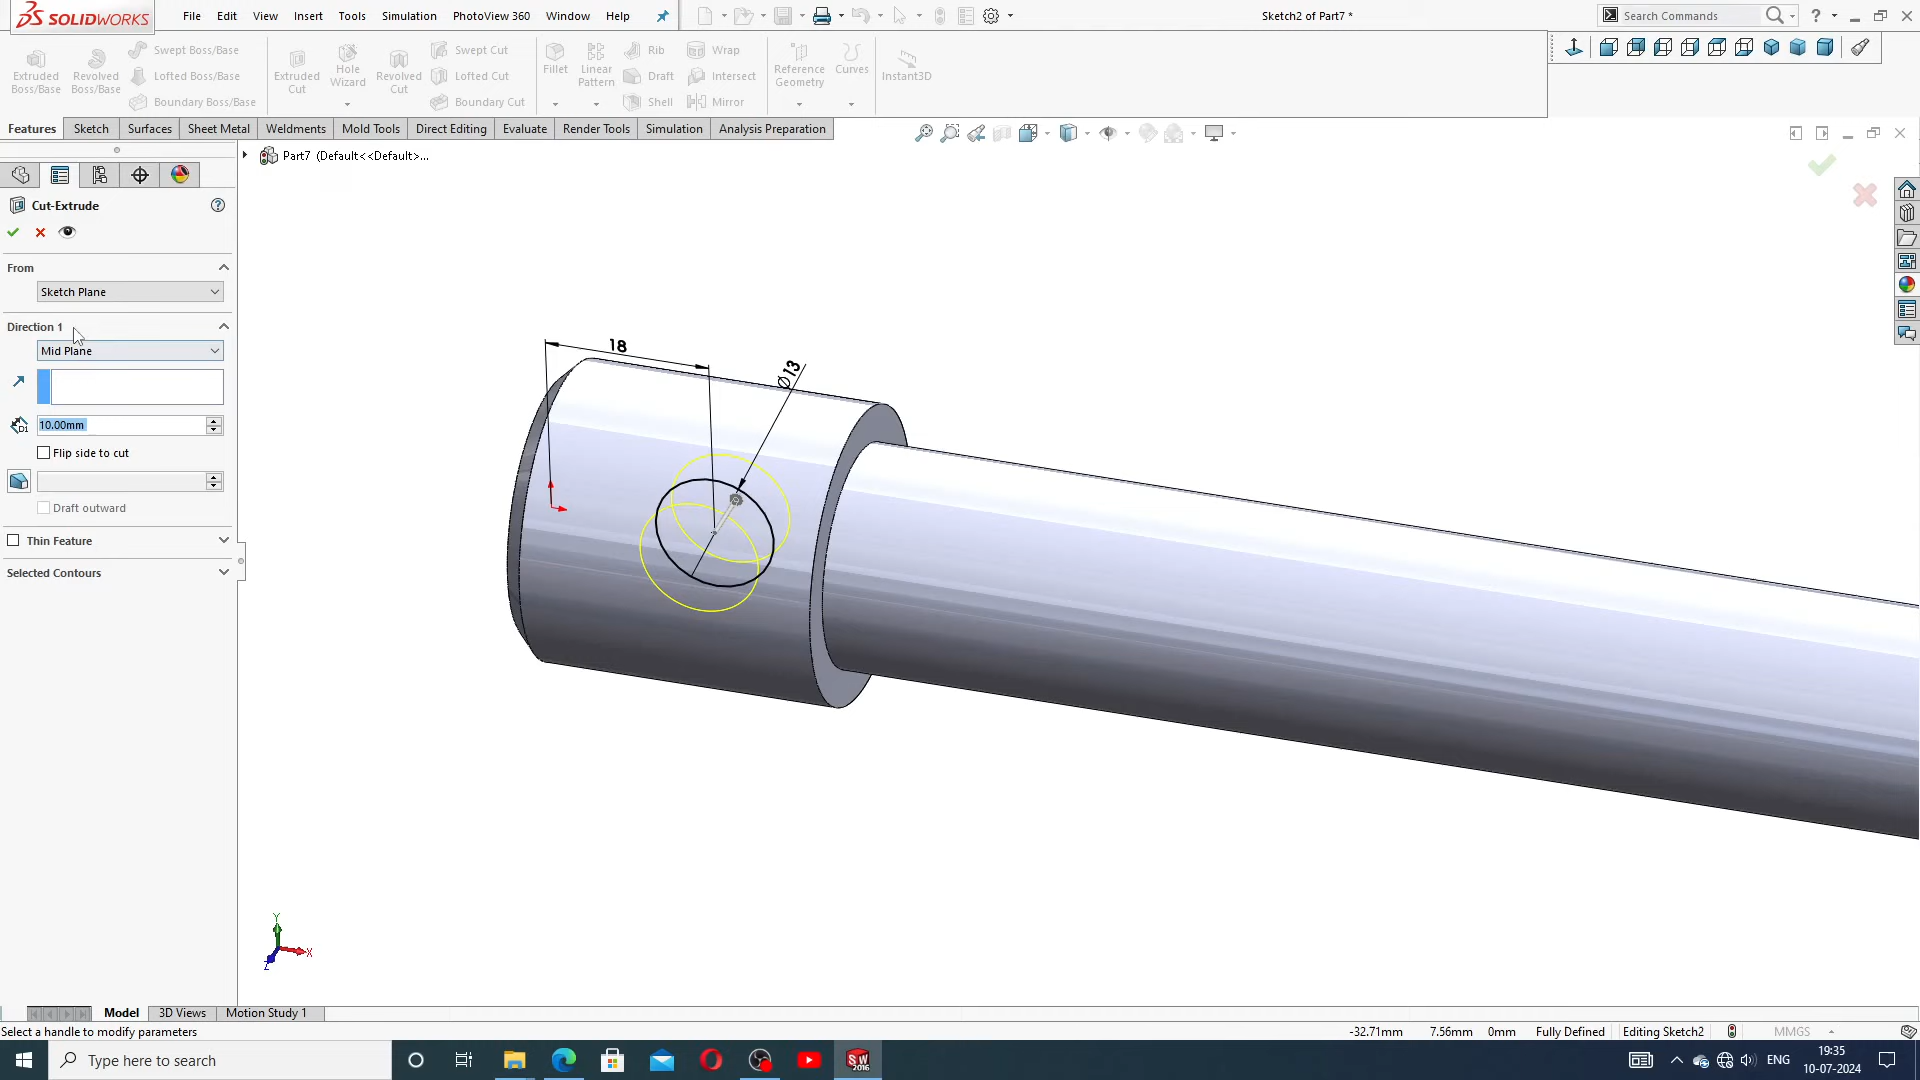 SOLIDWORKS
File Edit View Insert Tools Simulation PhotoView 360 Window Help
Sketch2 of Part7 *
Search Commands
Extruded Boss/Base
Revolved Boss/Base
Swept Boss/Base
Lofted Boss/Base
Boundary Boss/Base
Extruded Cut
Hole Wizard
Revolved Cut
Swept Cut
Lofted Cut
Boundary Cut
Fillet
Linear Pattern
Rib
Draft
Shell
Wrap
Intersect
Mirror
Reference Geometry
Curves
Instant3D
Features Sketch Surfaces Sheet Metal Weldments Mold Tools Direct Editing Evaluate Render Tools Simulation Analysis Preparation
Part7 (Default<<Default>...
Cut-Extrude
From
Sketch Plane
Direction 1
Mid Plane
D1
10.00mm
Flip side to cut
Draft outward
Thin Feature
Selected Contours
18
Ø13
Y
X
Z
Model 3D Views Motion Study 1
Select a handle to modify parameters
-32.71mm 7.56mm 0mm Fully Defined Editing Sketch2 MMGS
Type here to search
SW
2016
ENG
19:35
10-07-2024